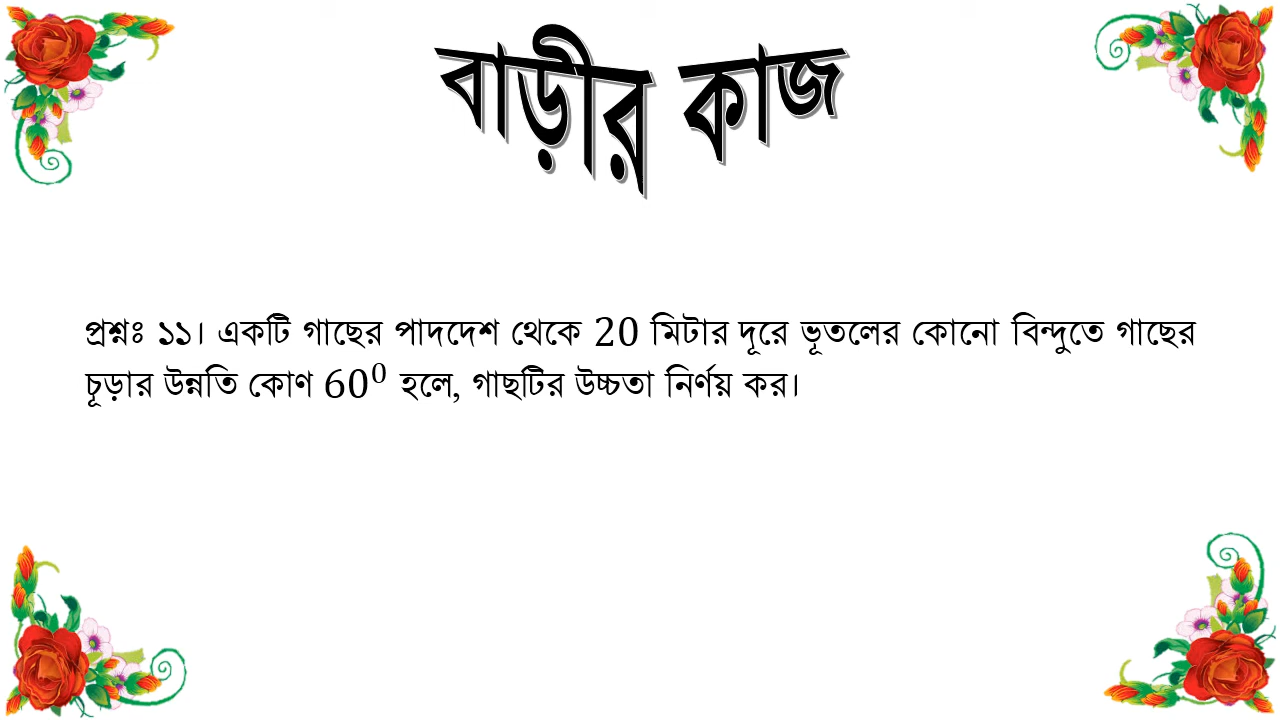 বাড়ীর কাজ
প্রশ্নঃ ১১। একটি গাছের পাদদেশ থেকে 20 মিটার দূরে ভূতলের কোনো বিন্দুতে গাছের
চূড়ার উন্নতি কোণ 60⁰ হলে, গাছটির উচ্চতা নির্ণয় কর।